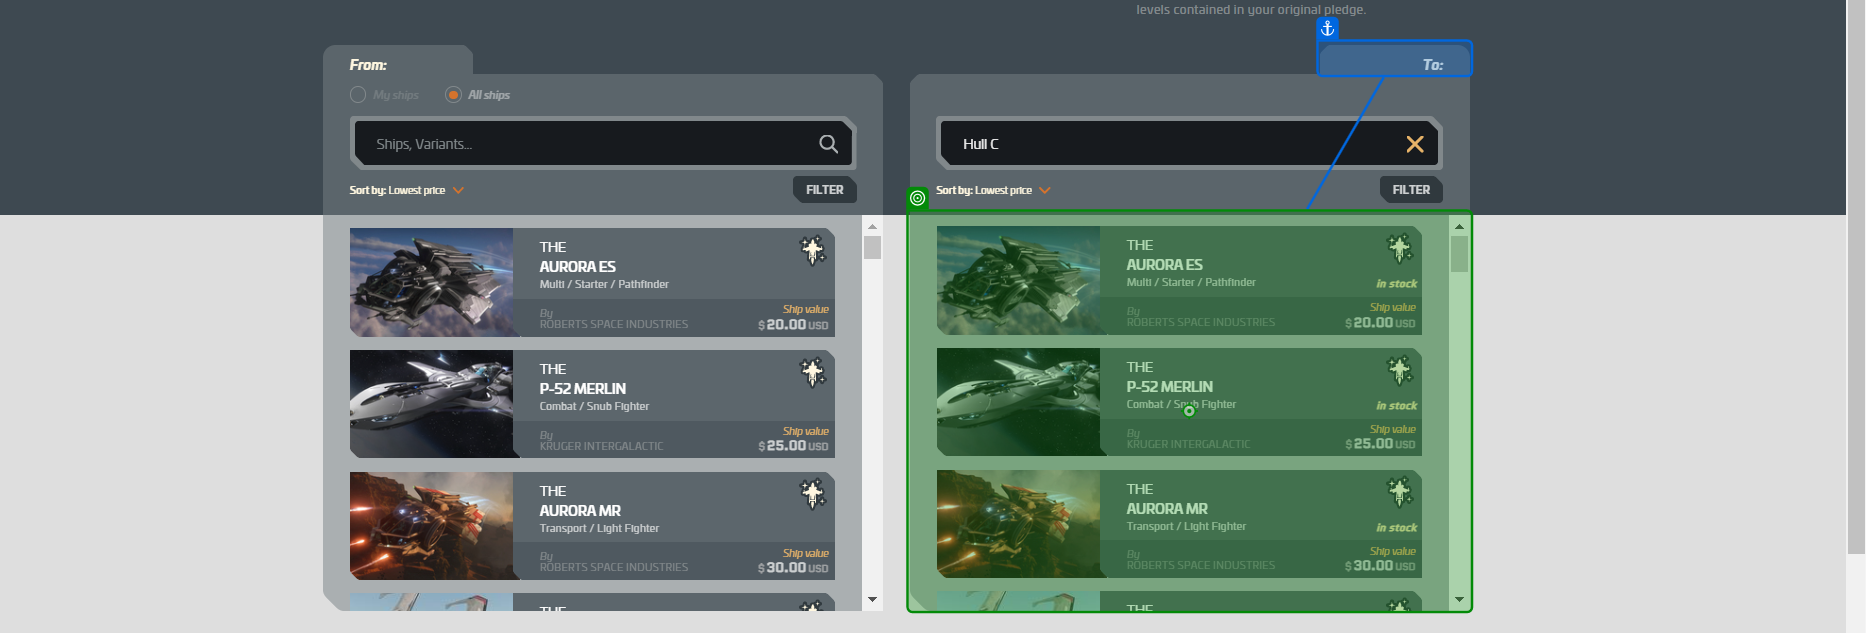 levels contained in your original pledge.
From:
My ships
All ships
Ships, Variants...
Sort by: Lowest price
FILTER
THE
AURORA ES
Multi / Starter / Pathfinder
By
ROBERTS SPACE INDUSTRIES
Ship value
$ 20.00 USD
THE
P-52 MERLIN
Combat / Snub Fighter
By
KRUGER INTERGALACTIC
Ship value
$ 25.00 USD
THE
AURORA MR
Transport / Light Fighter
By
ROBERTS SPACE INDUSTRIES
Ship value
$ 30.00 USD
THE
To:
Hull C
Sort by: Lowest price
FILTER
THE
AURORA ES
Multi / Starter / Pathfinder
in stock
By
ROBERTS SPACE INDUSTRIES
Ship value
$ 20.00 USD
THE
P-52 MERLIN
Combat / Snub Fighter
in stock
By
KRUGER INTERGALACTIC
Ship value
$ 25.00 USD
THE
AURORA MR
Transport / Light Fighter
in stock
By
ROBERTS SPACE INDUSTRIES
Ship value
$ 30.00 USD
THE